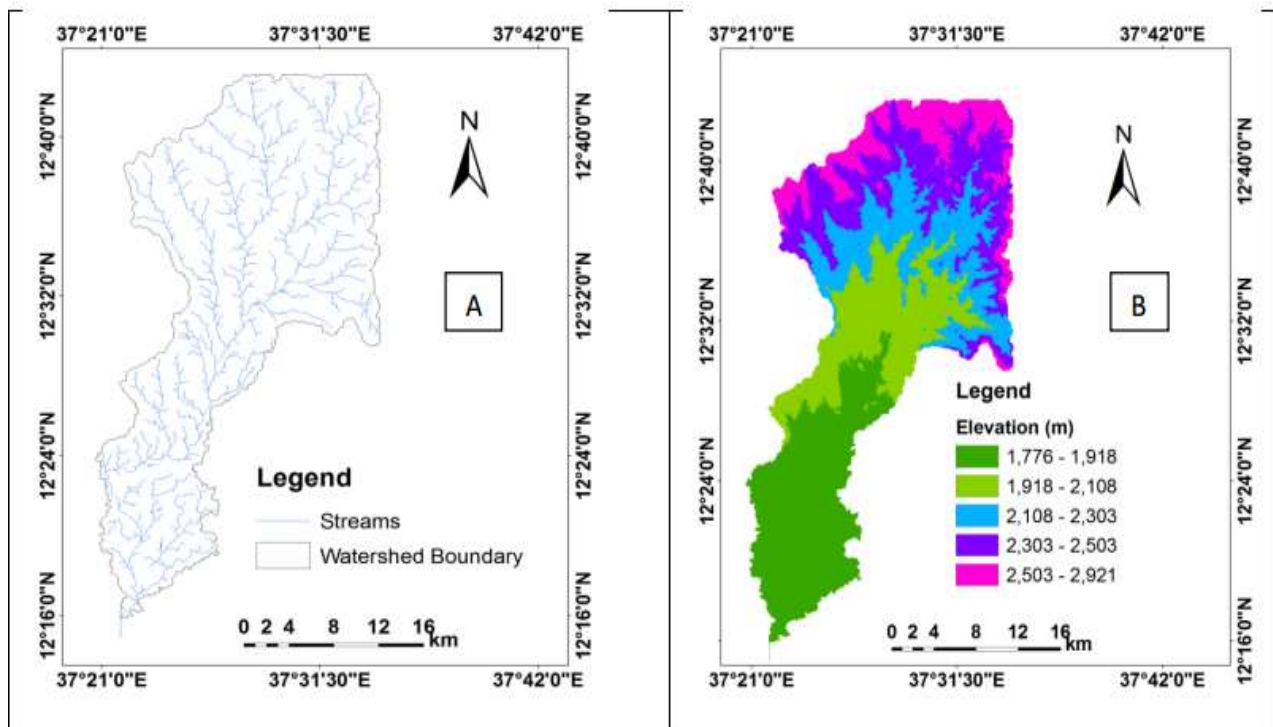 37°21'0"E 37°31'30"E 37°42'0"E
12°40'0"N
12°32'0"N
12°24'0"N
12°16'0"N
12°40'0"N
12°32'0"N
12°24'0"N
12°16'0"N
N
A
Legend
Streams
Watershed Boundary
0 2 4 8 12 16
km
37°21'0"E 37°31'30"E 37°42'0"E
37°21'0"E 37°31'30"E 37°42'0"E
12°40'0"N
12°32'0"N
12°24'0"N
12°40'0"N
12°32'0"N
12°24'0"N
12°16'0"N
N
B
Legend
Elevation (m)
1,776 - 1,918
1,918 - 2,108
2,108 - 2,303
2,303 - 2,503
2,503 - 2,921
0 2 4 8 12 16
km
37°21'0"E 37°31'30"E 37°42'0"E